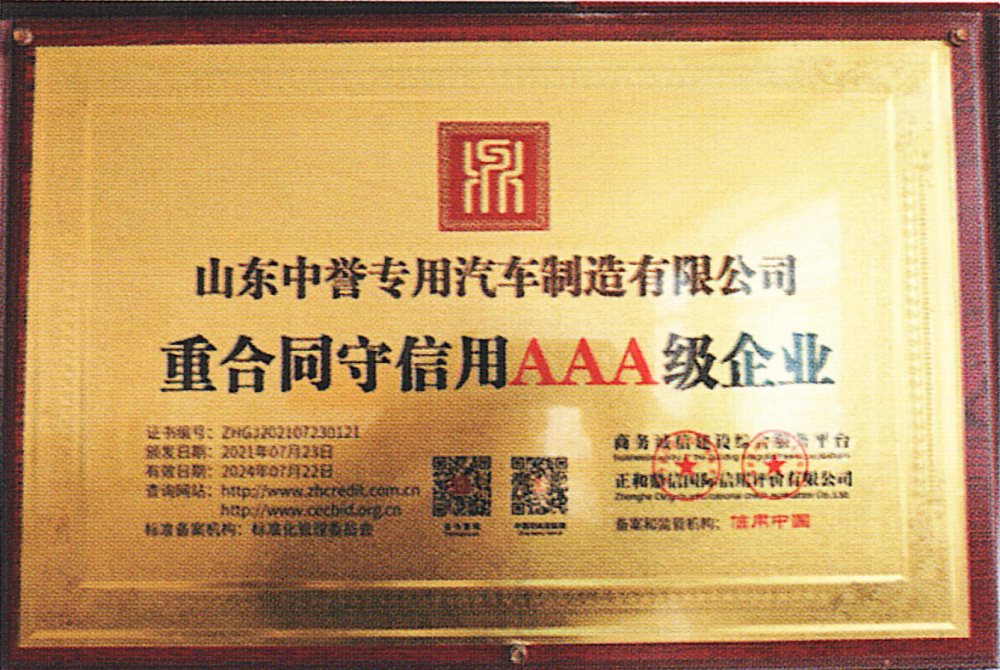 山东中誉专用汽车制造有限公司
重合同守信用AAA级企业
证书编号：ZHGJ202107230121
颁发日期：2021年07月23日
有效日期：2024年07月22日
查询网站：http://www.zhcredit.com.cn
http://www.cecbid.org.cn
标准备案机构：标准化管理委员会
商务诚信建设综合服务平台
正和鼎信国际信用评价有限公司
备案和监管机构：信用中国